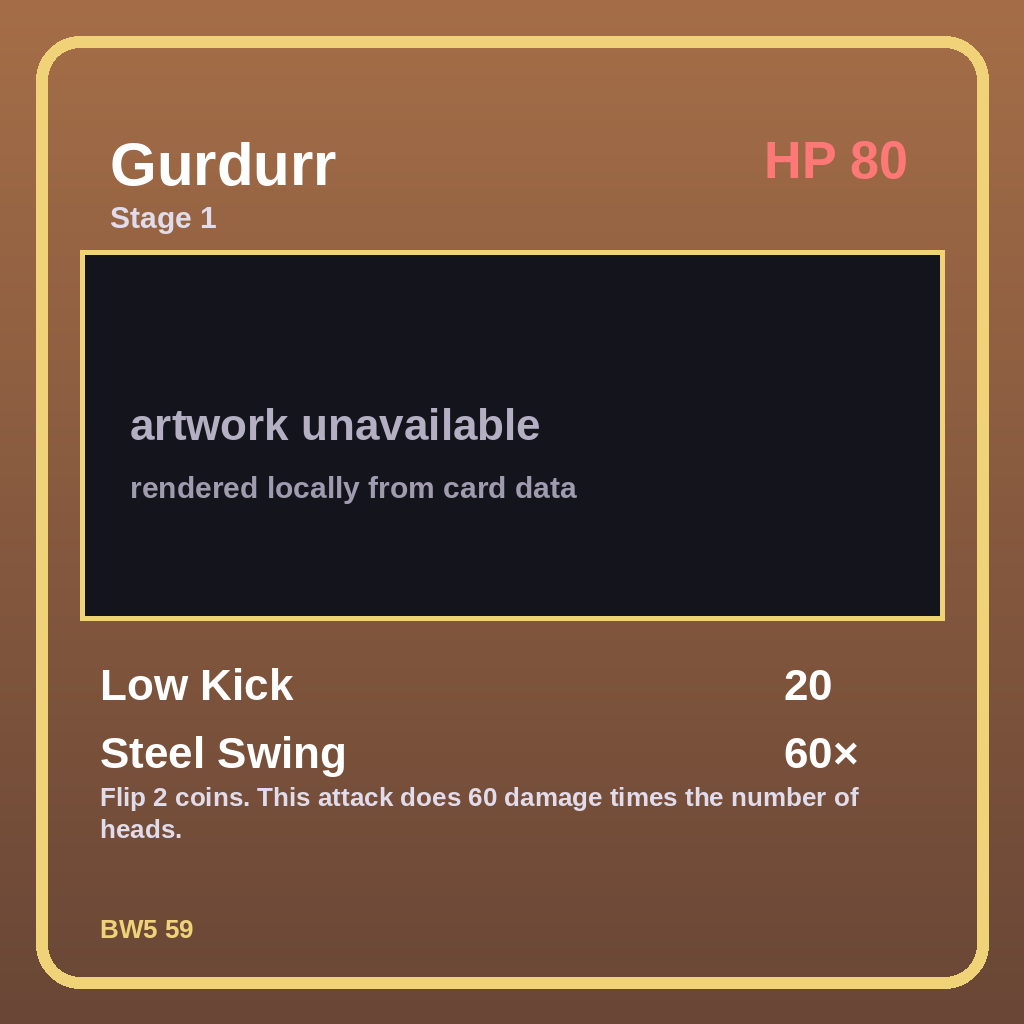 Gurdurr
HP 80
Stage 1
artwork unavailable
rendered locally from card data
Low Kick 20
Steel Swing 60×
Flip 2 coins. This attack does 60 damage times the number of
heads.
BW5 59